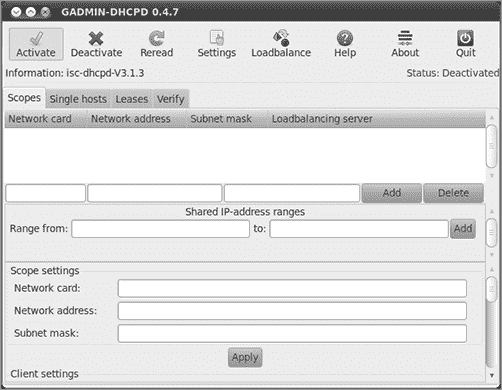 GADMIN-DHCPD 0.4.7
Activate Deactivate Reread Settings Loadbalance Help About Quit
Information: isc-dhcpd-V3.1.3 Status: Deactivated
Scopes Single hosts Leases Verify
Network card Network address Subnet mask Loadbalancing server
Add Delete
Shared IP-address ranges
Range from: to: Add
Scope settings
Network card:
Network address:
Subnet mask:
Apply
Client settings